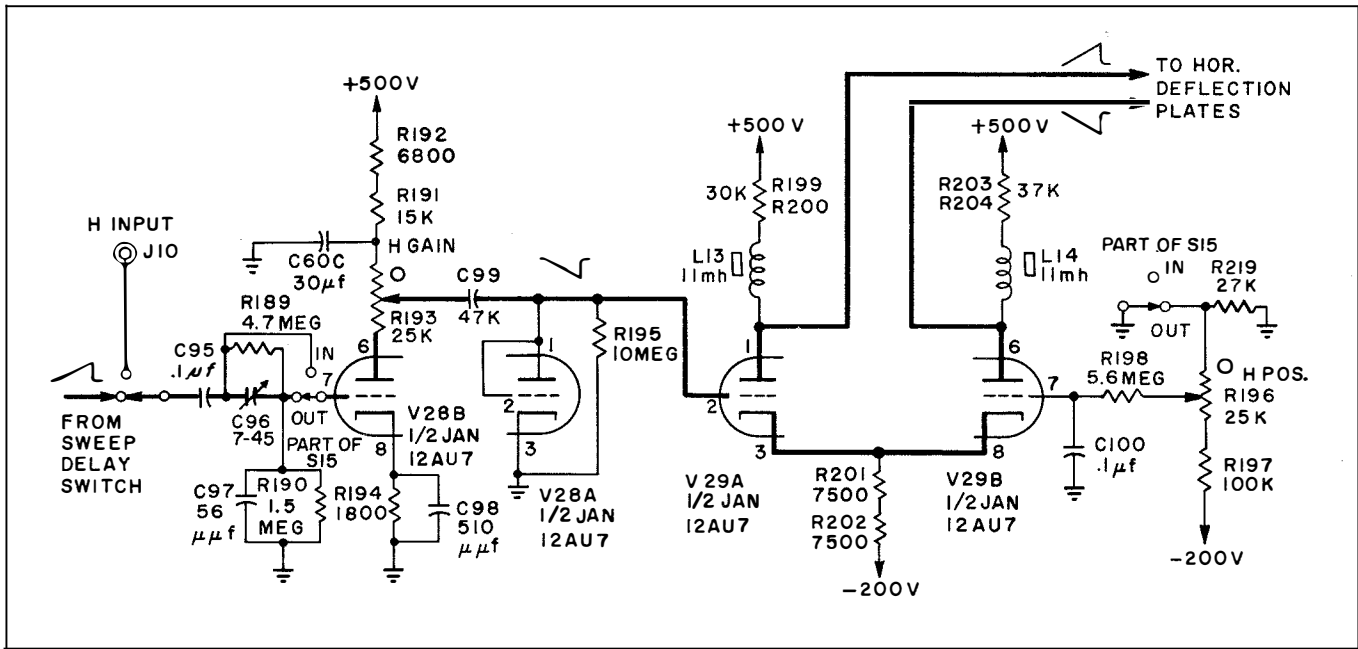 TO HOR.
DEFLECTION
PLATES
+500V
R192
6800
R191
15K
H GAIN
C60C
30μf
R193
25K
C99
47K
H INPUT
J10
R189
4.7 MEG
C95
.1μf
IN
7
6
OUT
C96
7-45
PART OF
S15
8
V28B
1/2 JAN
12AU7
FROM
SWEEP
DELAY
SWITCH
C97
56
μμf
R190
1.5
MEG
R194
1800
C98
510
μμf
1
2
3
V28A
1/2 JAN
12AU7
R195
10MEG
+500V
30K
R199
R200
L13
11mh
1
2
3
V29A
1/2 JAN
12AU7
+500V
R203
R204
37K
L14
11mh
6
7
8
V29B
1/2 JAN
12AU7
R201
7500
R202
7500
-200V
PART OF S15
IN
OUT
R219
27K
R198
5.6 MEG
H POS.
R196
25K
C100
.1μf
R197
100K
-200V